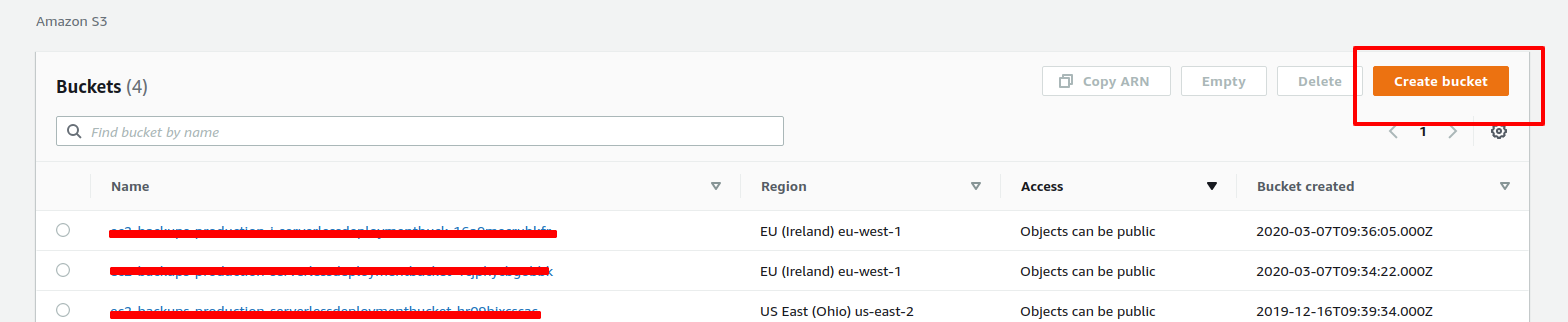 Amazon S3
Buckets (4)
Copy ARN
Empty
Delete
Create bucket
Find bucket by name
1
Name Region Access Bucket created
EU (Ireland) eu-west-1 Objects can be public 2020-03-07T09:36:05.000Z
EU (Ireland) eu-west-1 Objects can be public 2020-03-07T09:34:22.000Z
US East (Ohio) us-east-2 Objects can be public 2019-12-16T09:39:34.000Z